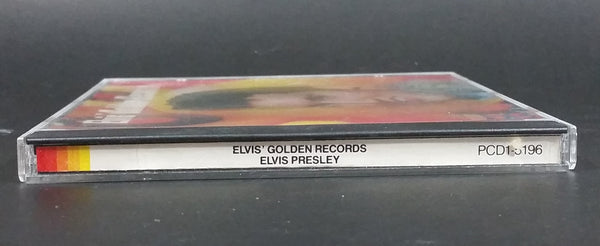 ELVIS' GOLDEN RECORDS
ELVIS PRESLEY
PCD1-5196